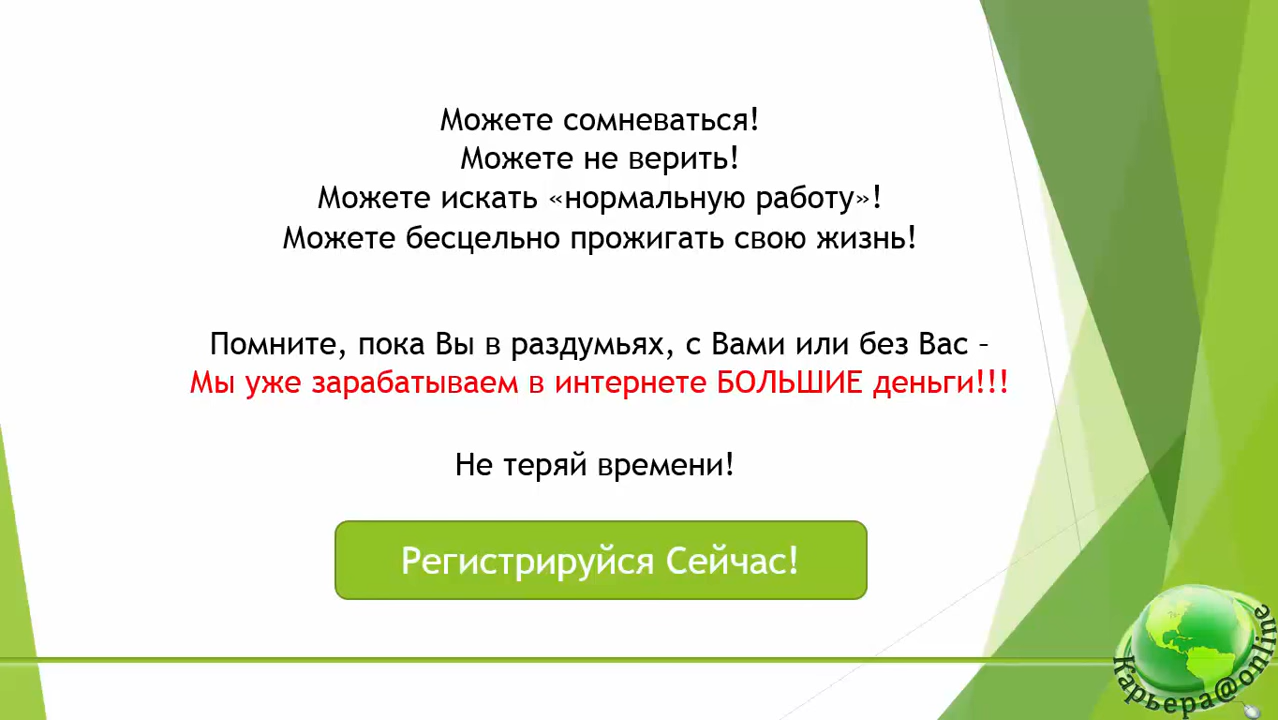 Можете сомневаться!
Можете не верить!
Можете искать «нормальную работу»!
Можете бесцельно прожигать свою жизнь!
Помните, пока Вы в раздумьях, с Вами или без Вас –
Мы уже зарабатываем в интернете БОЛЬШИЕ деньги!!!
Не теряй времени!
Регистрируйся Сейчас!
Карьера@online